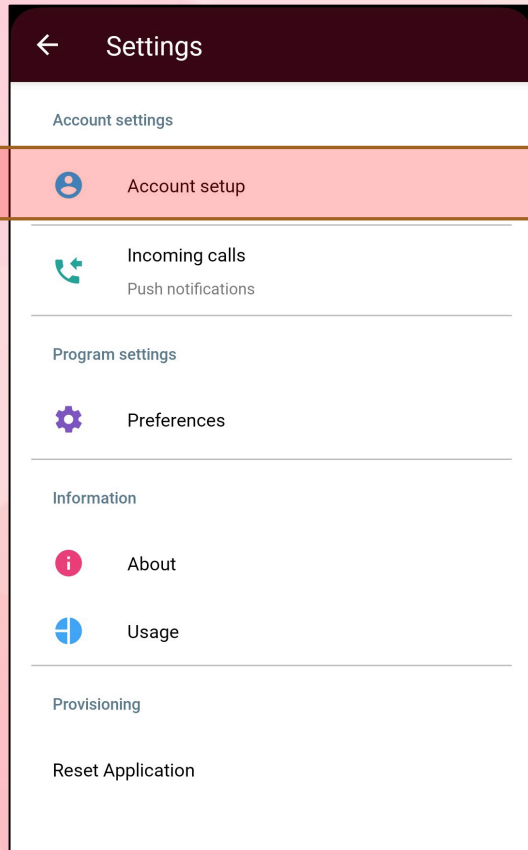 Settings
Account settings
Account setup
Incoming calls
Push notifications
Program settings
Preferences
Information
About
Usage
Provisioning
Reset Application